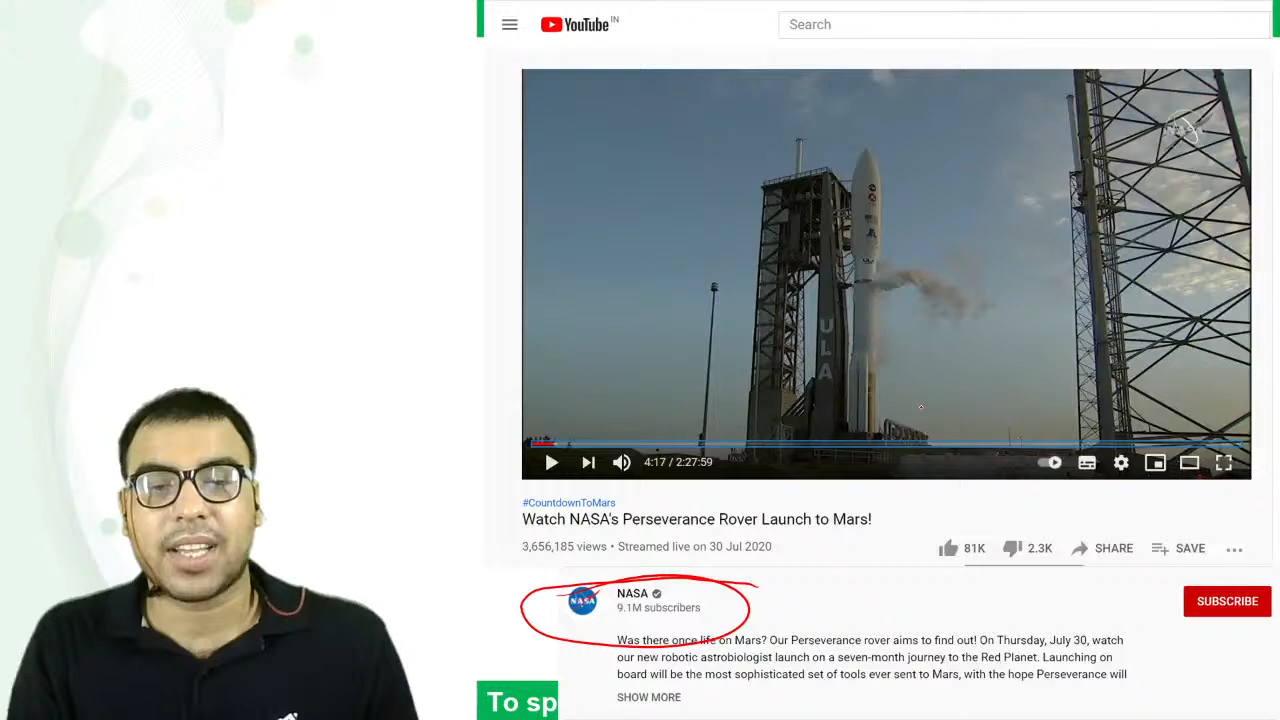 YouTube IN
Search
NASA
ULA
4:17 / 2:27:59
#CountdownToMars
Watch NASA's Perseverance Rover Launch to Mars!
3,656,185 views • Streamed live on 30 Jul 2020
81K
2.3K
SHARE
SAVE
NASA
NASA
9.1M subscribers
SUBSCRIBE
Was there once life on Mars? Our Perseverance rover aims to find out! On Thursday, July 30, watch
our new robotic astrobiologist launch on a seven-month journey to the Red Planet. Launching on
board will be the most sophisticated set of tools ever sent to Mars, with the hope Perseverance will
SHOW MORE
To sp